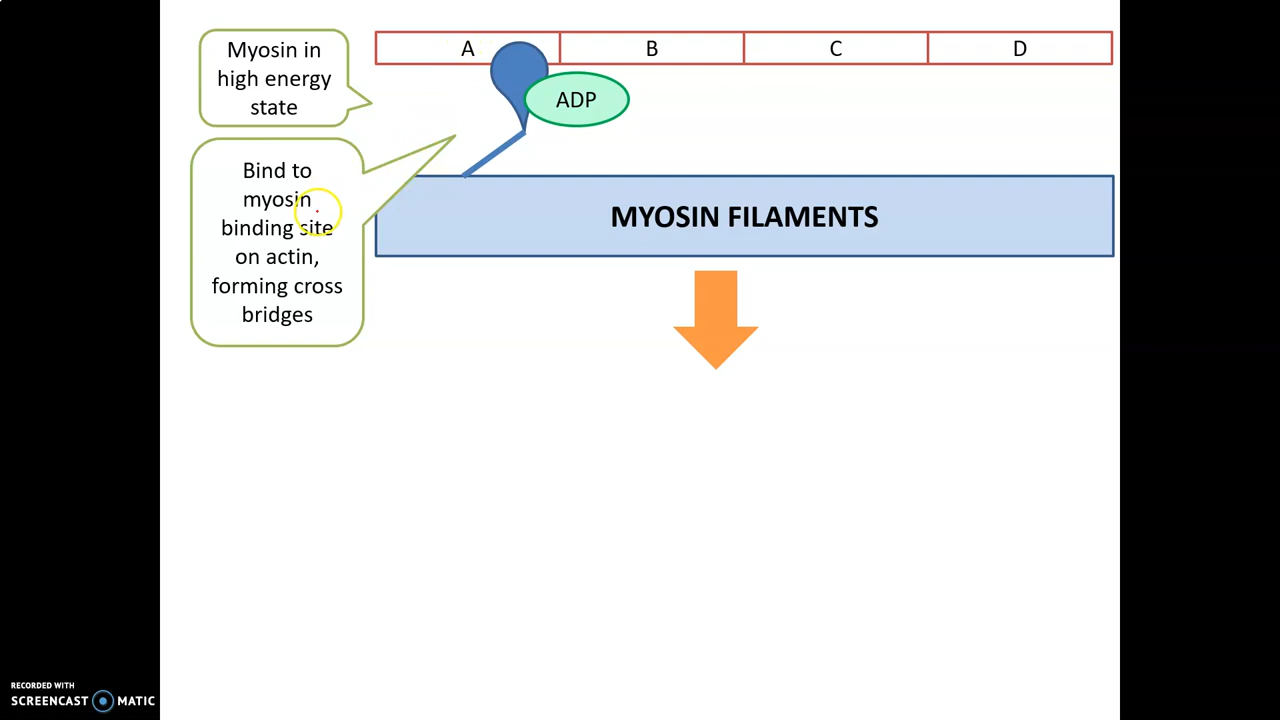 Myosin in
high energy
state
A B C D
ADP
Bind to
myosin
binding site
on actin,
forming cross
bridges
MYOSIN FILAMENTS
RECORDED WITH
SCREENCAST MATIC